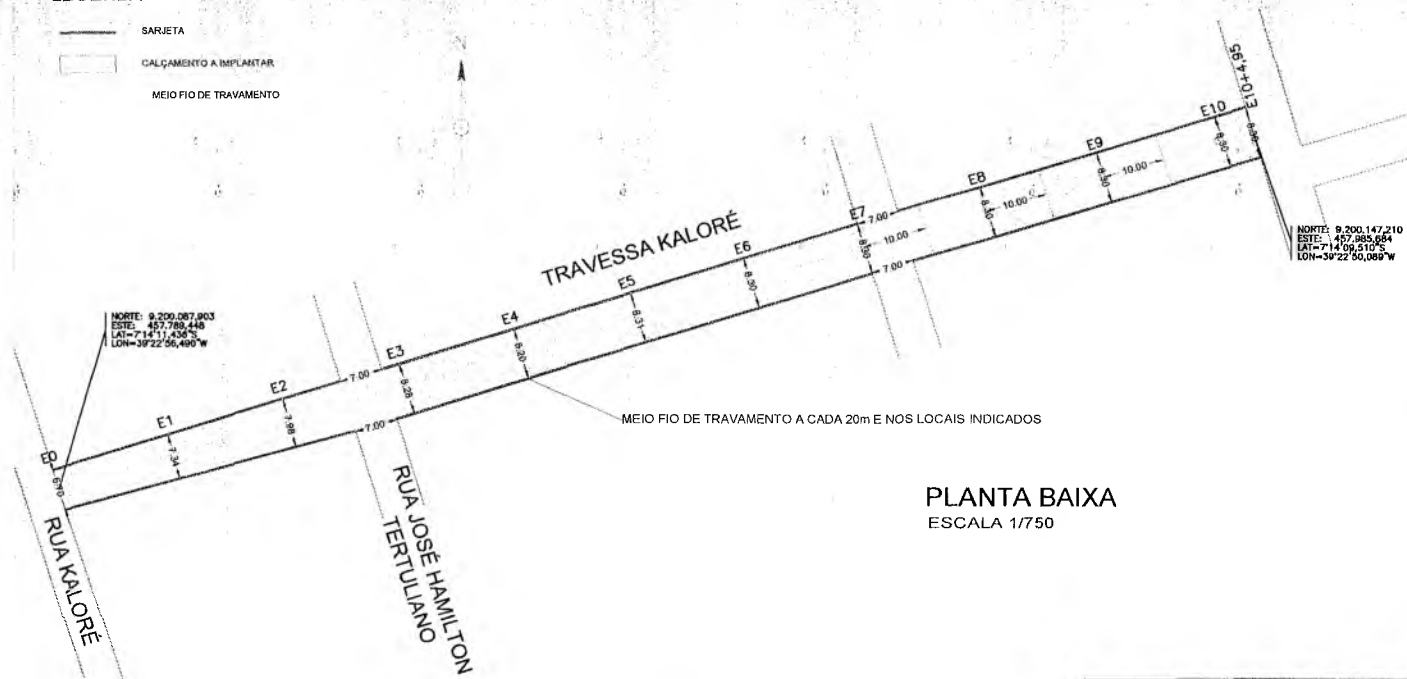 SARJETA
CALÇAMENTO A IMPLANTAR
MEIO FIO DE TRAVAMENTO
NORTE: 9.200.087,903
ESTE: 457.789,448
LAT=7°14'11,436"S
LON=39°22'56,490"W
NORTE: 9.200.147,210
ESTE: 457.985,684
LAT=7°14'09,510"S
LON=39°22'50,089"W
TRAVESSA KALORÉ
E0
E1
E2
E3
E4
E5
E6
E7
E8
E9
E10
E10+4,95
6.70
7.34
7.98
8.28
8.20
8.31
8.30
8.30
8.30
8.30
8.30
8.30
7.00
7.00
7.00
7.00
10.00
10.00
10.00
MEIO FIO DE TRAVAMENTO A CADA 20m E NOS LOCAIS INDICADOS
RUA KALORÉ
RUA JOSÉ HAMILTON
TERTULIANO
PLANTA BAIXA
ESCALA 1/750